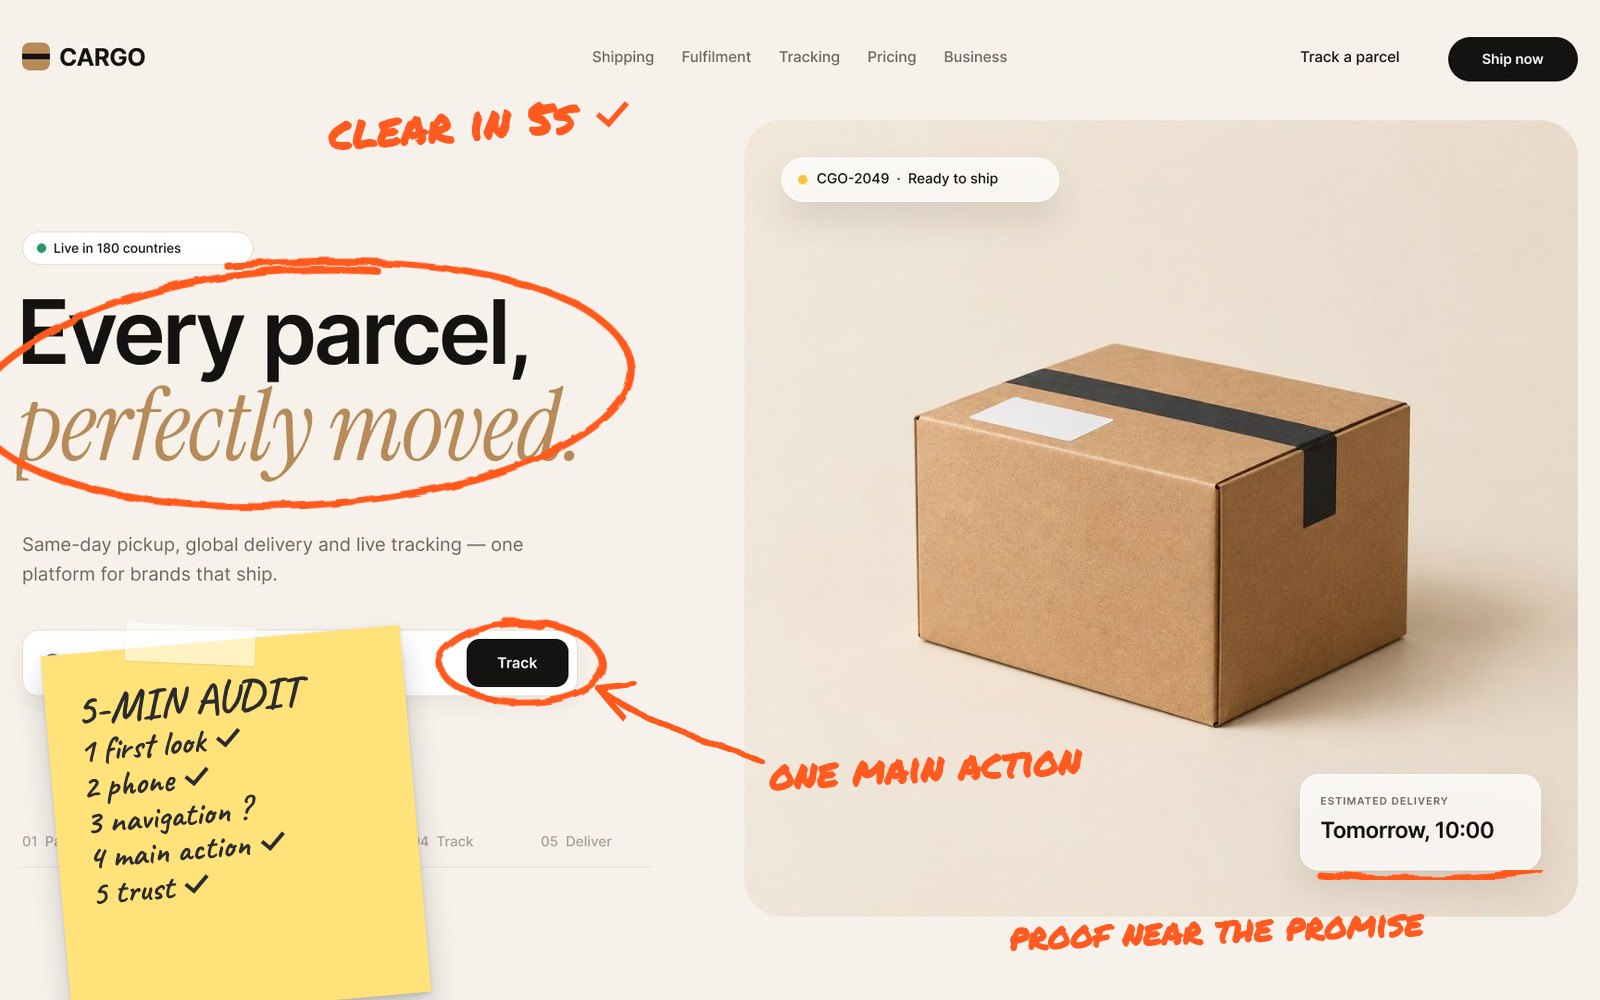 CARGO
Shipping Fulfilment Tracking Pricing Business
Track a parcel
Ship now
CLEAR IN 5S ✓
CGO-2049 · Ready to ship
Live in 180 countries
Every parcel,
perfectly moved.
Same-day pickup, global delivery and live tracking — one
platform for brands that ship.
Track
5-MIN AUDIT
1 first look ✓
2 phone ✓
3 navigation ?
4 main action ✓
5 trust ✓
ONE MAIN ACTION
01
Track
05 Deliver
ESTIMATED DELIVERY
Tomorrow, 10:00
PROOF NEAR THE PROMISE